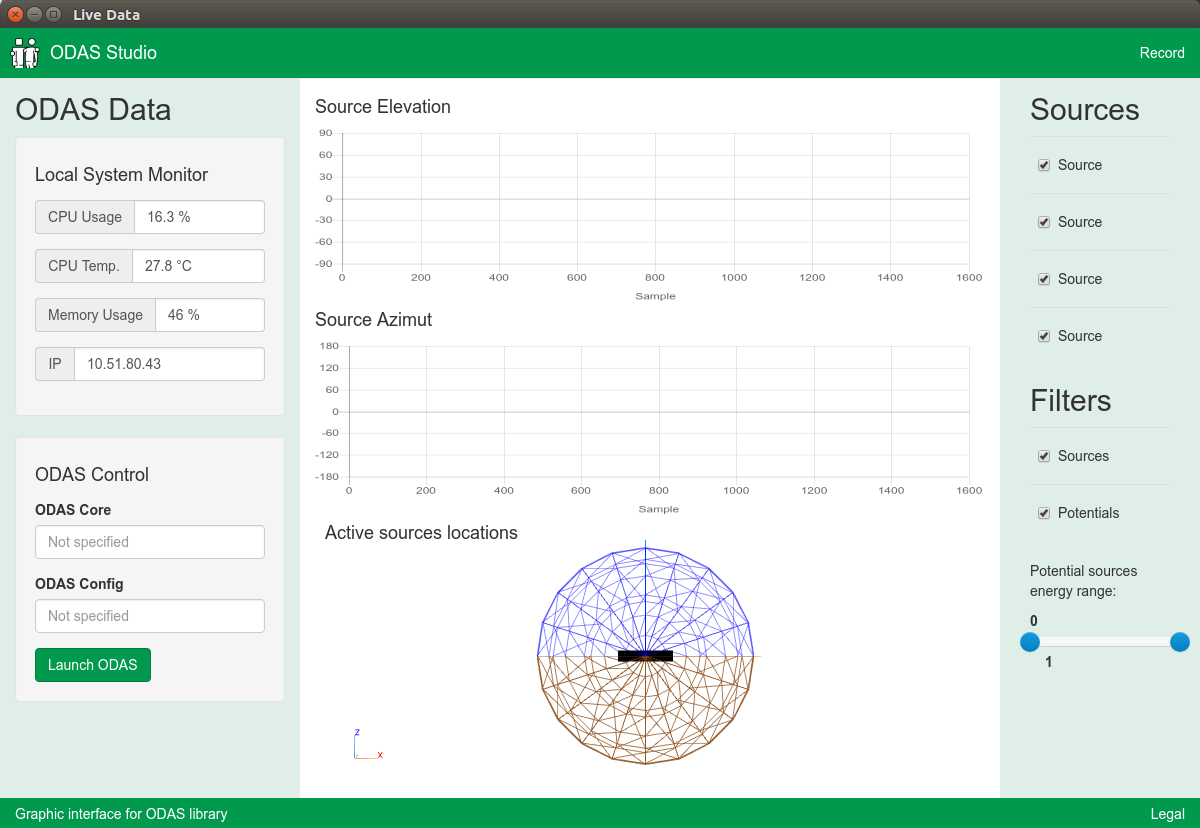 Live Data
ODAS Studio
Record
ODAS Data
Local System Monitor
CPU Usage 16.3 %
CPU Temp. 27.8 °C
Memory Usage 46 %
IP 10.51.80.43
ODAS Control
ODAS Core
Not specified
ODAS Config
Not specified
Launch ODAS
Source Elevation
90
60
30
0
-30
-60
-90
0 200 400 600 800 1000 1200 1400 1600
Sample
Source Azimut
180
120
60
0
-60
-120
-180
0 200 400 600 800 1000 1200 1400 1600
Sample
Active sources locations
z
x
Sources
Source
Source
Source
Source
Filters
Sources
Potentials
Potential sources
energy range:
0
1
Graphic interface for ODAS library
Legal